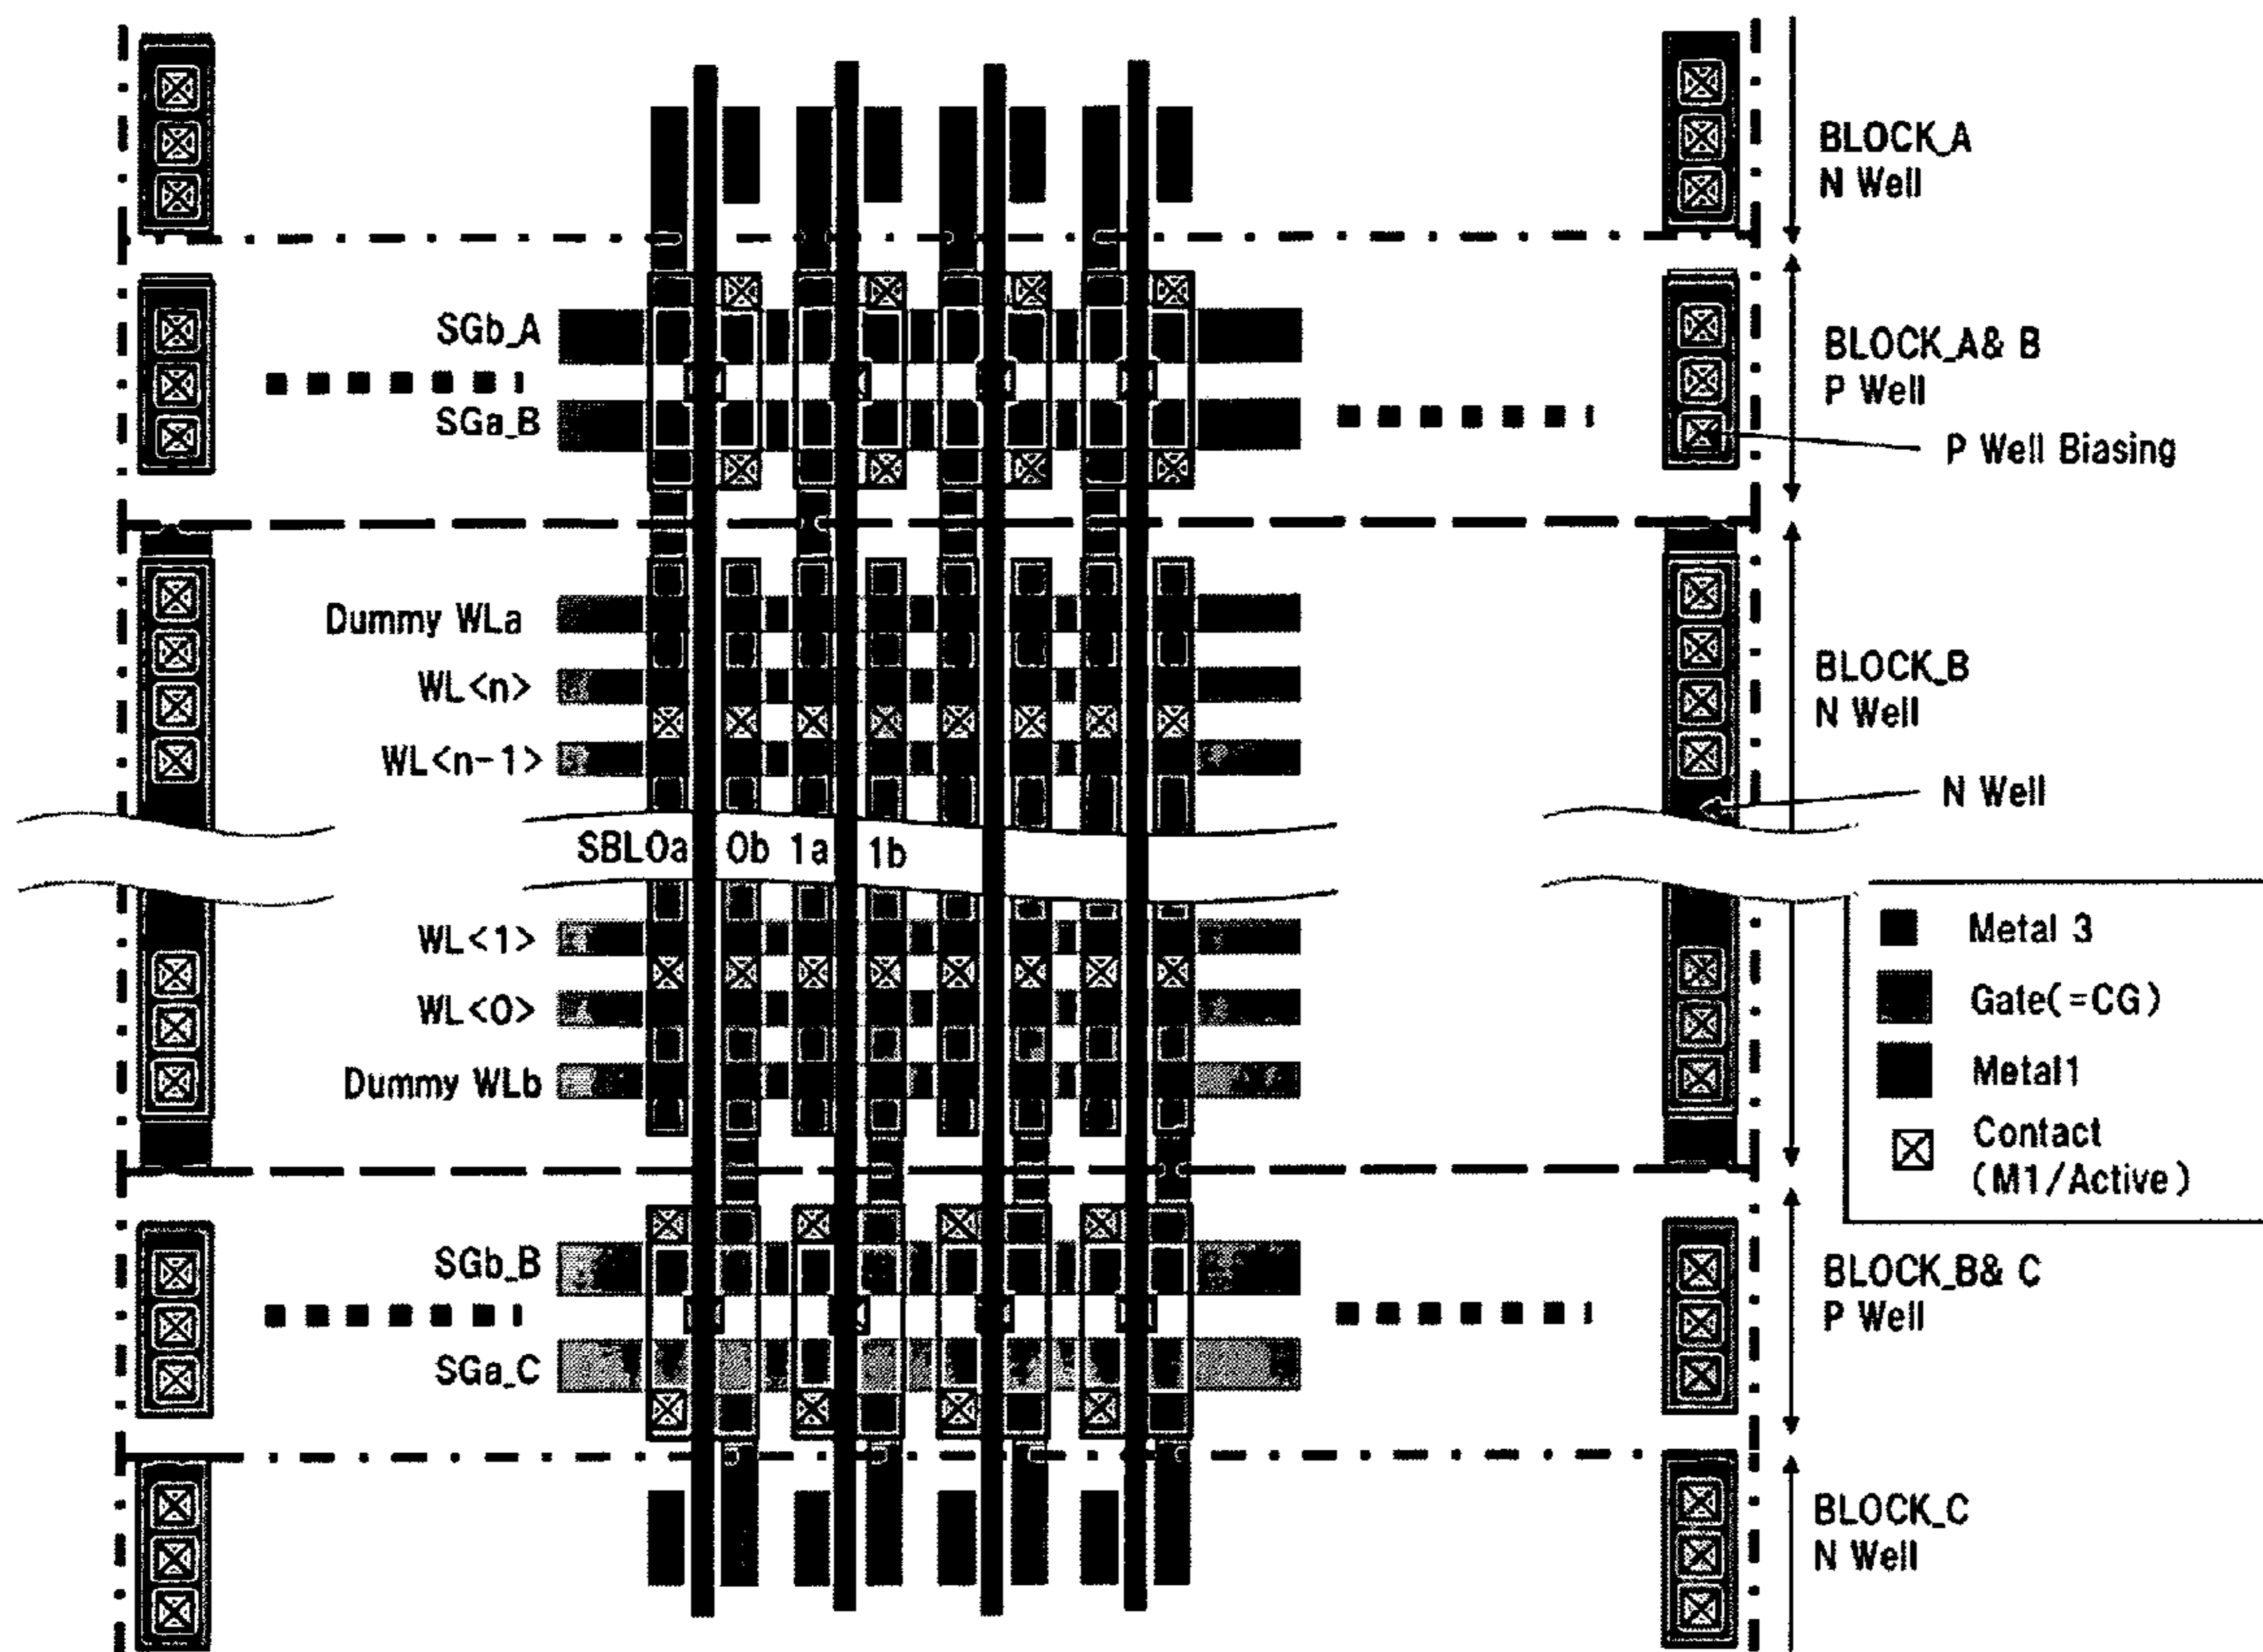 BLOCK_A
N Well
SGb_A
BLOCK_A& B
P Well
SGa_B
P Well Biasing
Dummy WLa
WL<n>
BLOCK_B
N Well
WL<n-1>
N Well
SBL0a 0b 1a 1b
WL<1>
Metal 3
WL<0>
Gate(=CG)
Dummy WLb
Metal1
Contact
(M1/Active)
SGb_B
BLOCK_B& C
P Well
SGa_C
BLOCK_C
N Well